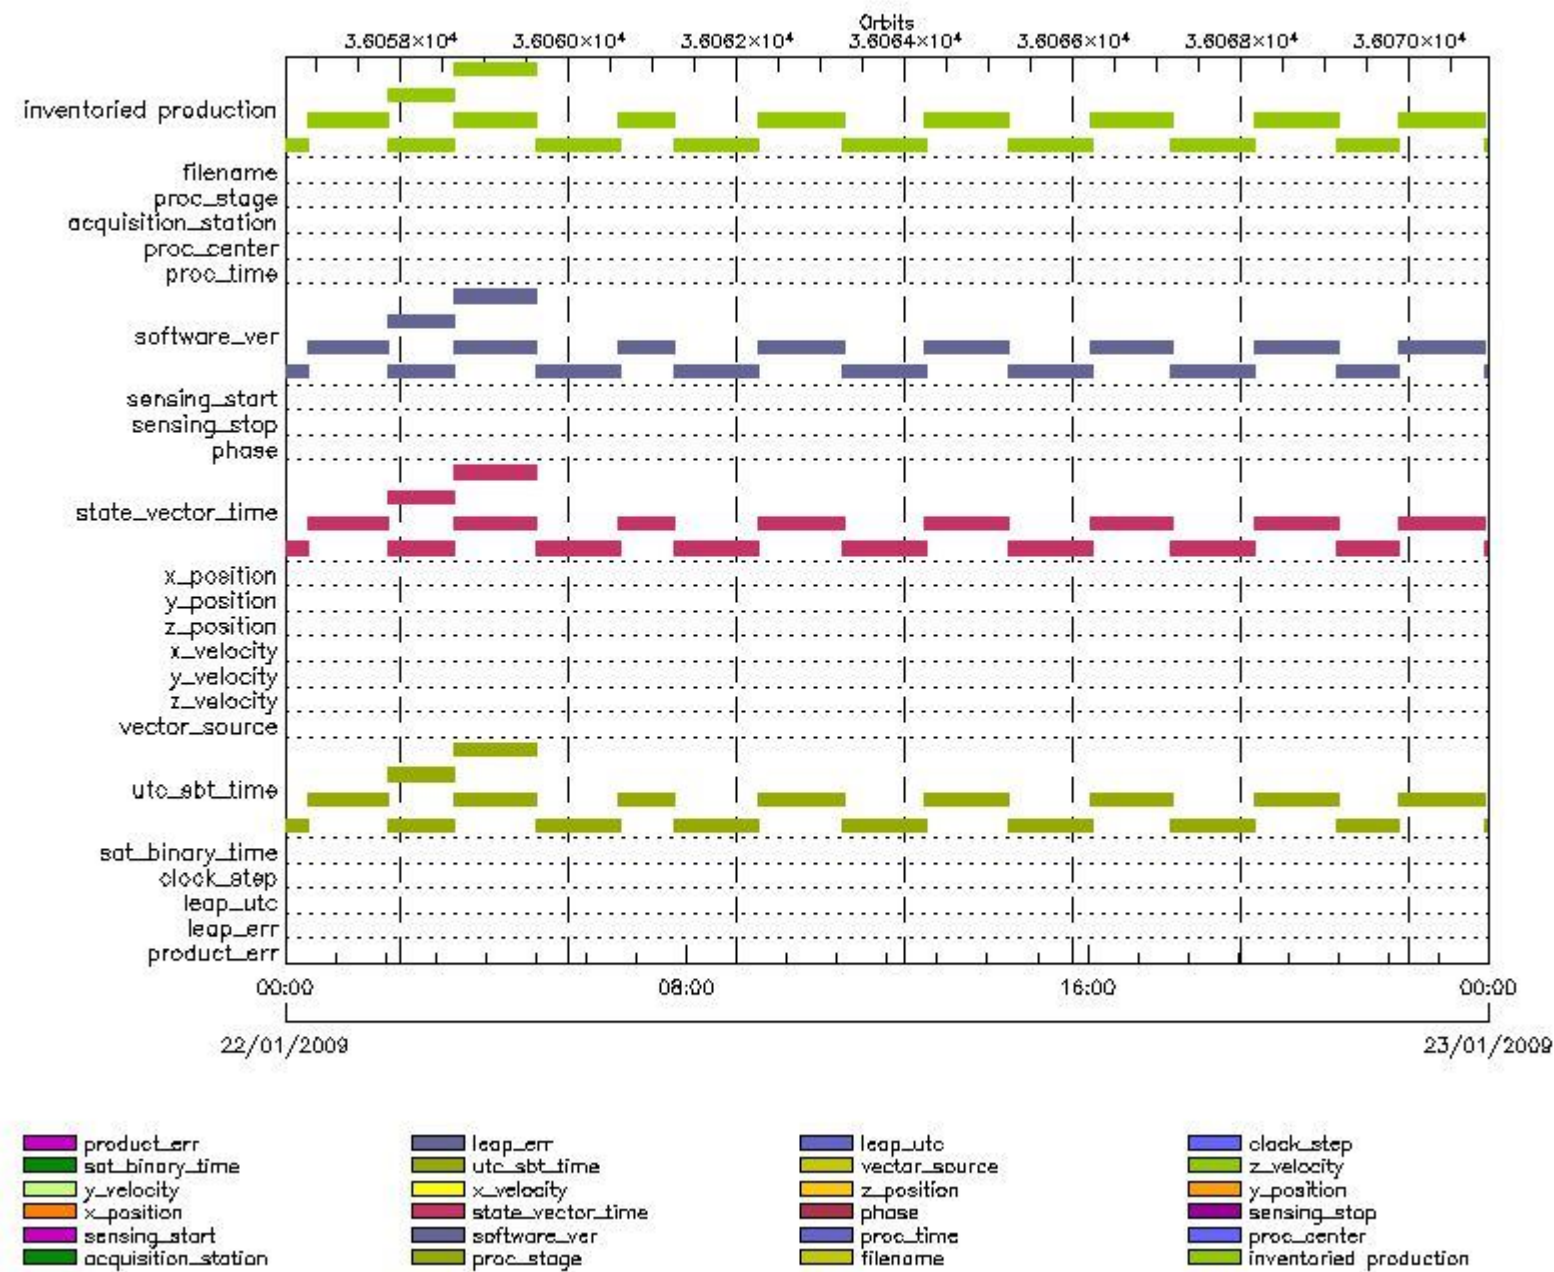 Orbits
3.6058×10⁴ 3.6060×10⁴ 3.6062×10⁴ 3.6064×10⁴ 3.6066×10⁴ 3.6068×10⁴ 3.6070×10⁴
inventoried production
filename
proc_stage
acquisition_station
proc_center
proc_time
software_ver
sensing_start
sensing_stop
phase
state_vector_time
x_position
y_position
z_position
x_velocity
y_velocity
z_velocity
vector_source
utc_sbt_time
sat_binary_time
clock_step
leap_utc
leap_err
product_err
00:00 08:00 16:00 00:00
22/01/2009 23/01/2009
product_err leap_err leap_utc clock_step
sat_binary_time utc_sbt_time vector_source z_velocity
y_velocity x_velocity z_position y_position
x_position state_vector_time phase sensing_stop
sensing_start software_ver proc_time proc_center
acquisition_station proc_stage filename inventoried production